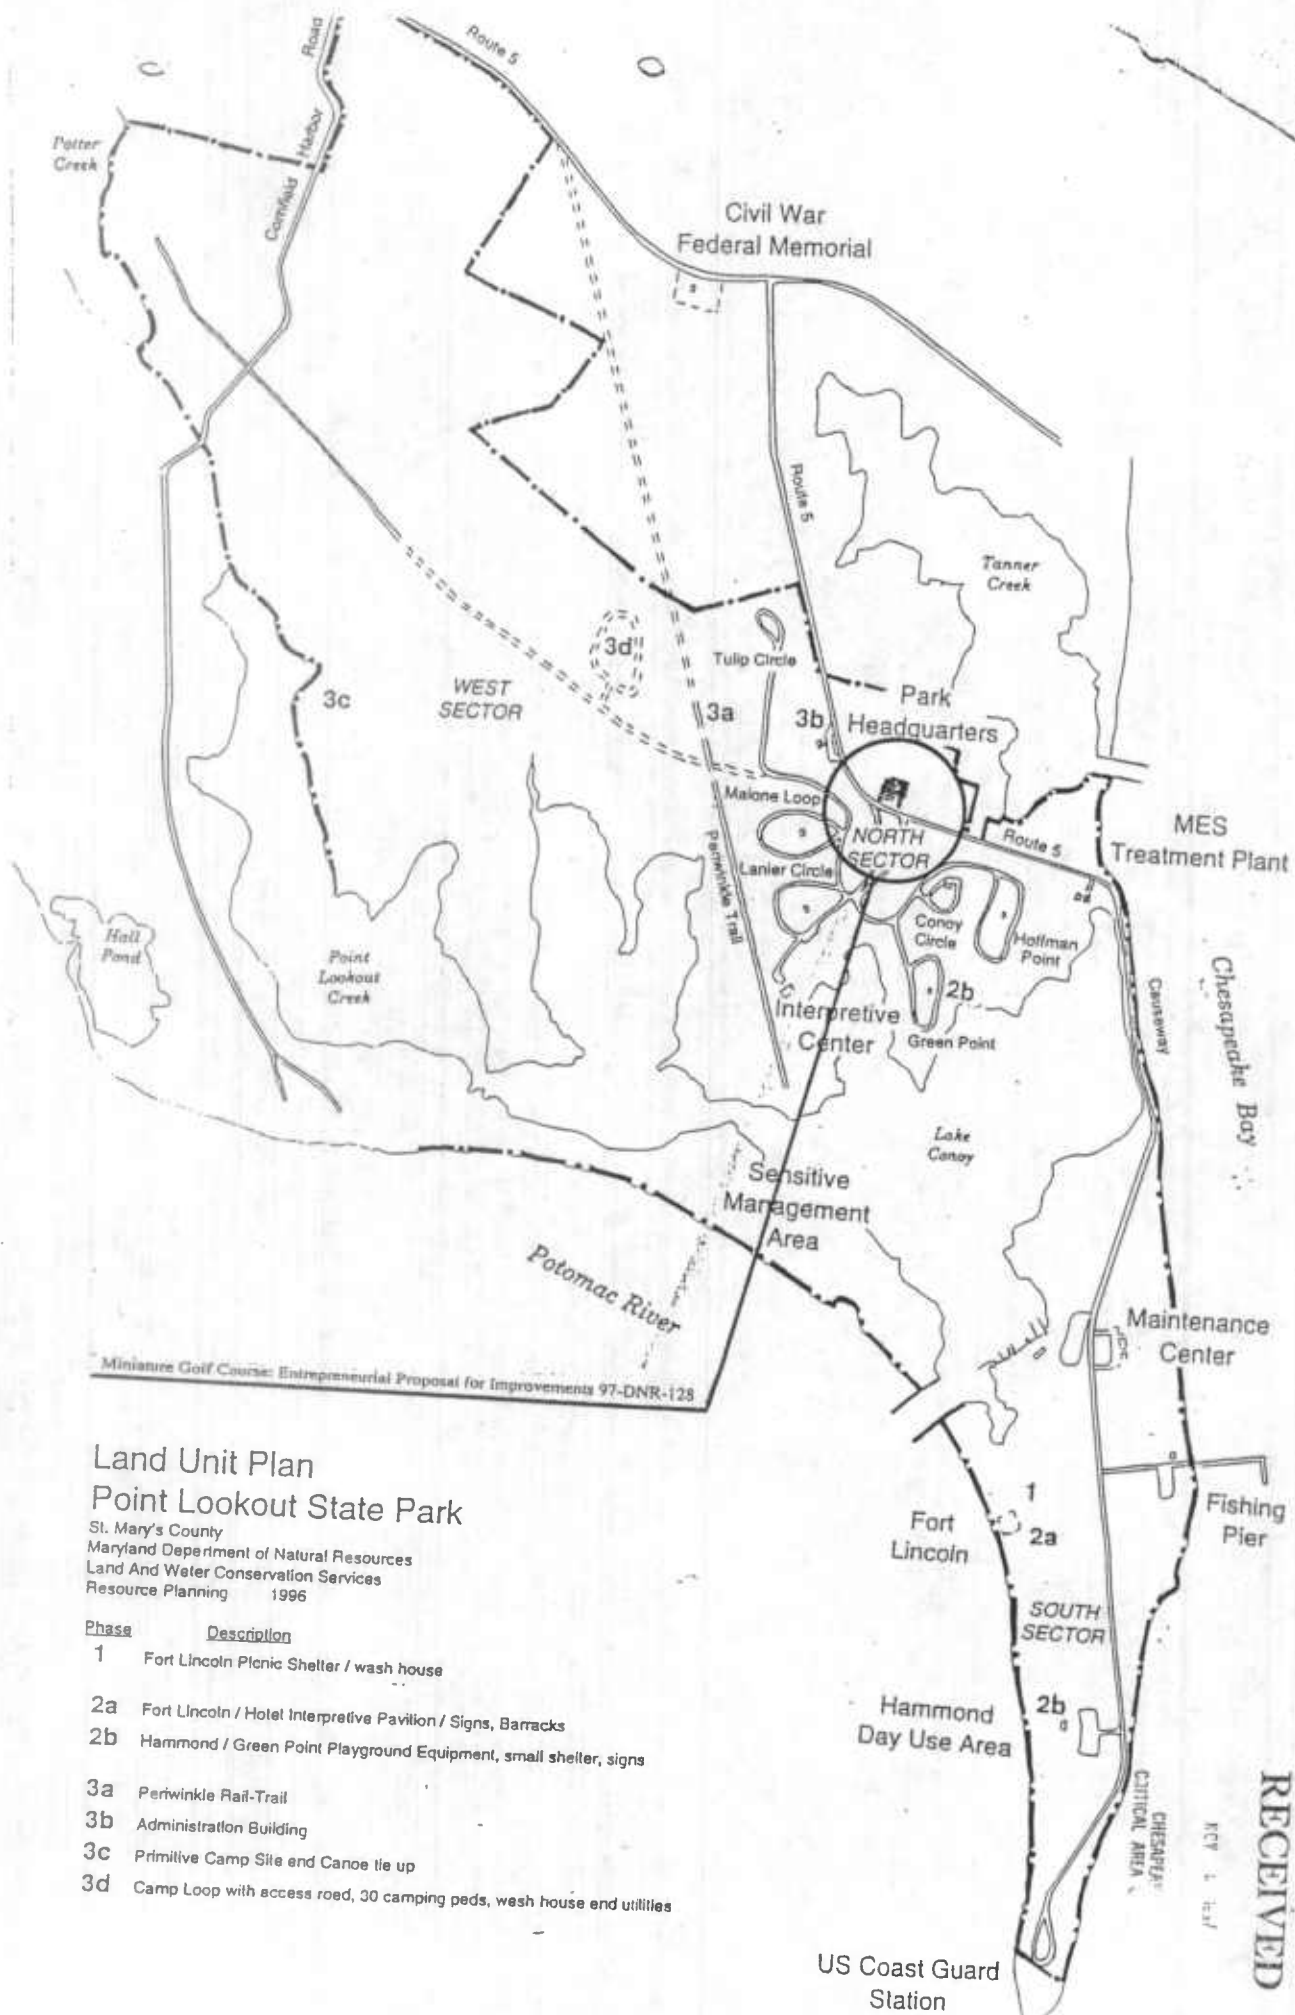 Road
Route 5
Harbor
Cornfield
Potter
Creek
Civil War
Federal Memorial
Route 5
Tanner
Creek
3d
Tulip Circle
WEST
SECTOR
3c
3a
3b
Park
Headquarters
Malone Loop
NORTH
SECTOR
Route 5
MES
Treatment Plant
Lanier Circle
Periwinkle Trail
Conoy
Circle
Hoffman
Point
Hall
Pond
Point
Lookout
Creek
2b
Interpretive
Center
Green Point
Causeway
Chesapeake Bay
Lake
Conoy
Sensitive
Management
Area
Potomac River
Maintenance
Center
Miniature Golf Course: Entrepreneurial Proposal for Improvements 97-DNR-128
Land Unit Plan
Point Lookout State Park
St. Mary's County
Maryland Department of Natural Resources
Land And Water Conservation Services
Resource Planning 1996
Phase Description
1 Fort Lincoln Picnic Shelter / wash house
2a Fort Lincoln / Hotel Interpretive Pavilion / Signs, Barracks
2b Hammond / Green Point Playground Equipment, small shelter, signs
3a Periwinkle Rail-Trail
3b Administration Building
3c Primitive Camp Site end Canoe tie up
3d Camp Loop with access roed, 30 camping peds, wesh house end utilities
1
2a
Fort
Lincoln
Fishing
Pier
SOUTH
SECTOR
2b
Hammond
Day Use Area
US Coast Guard
Station
CHESAPEA
CRITICAL AREA
RECEIVED